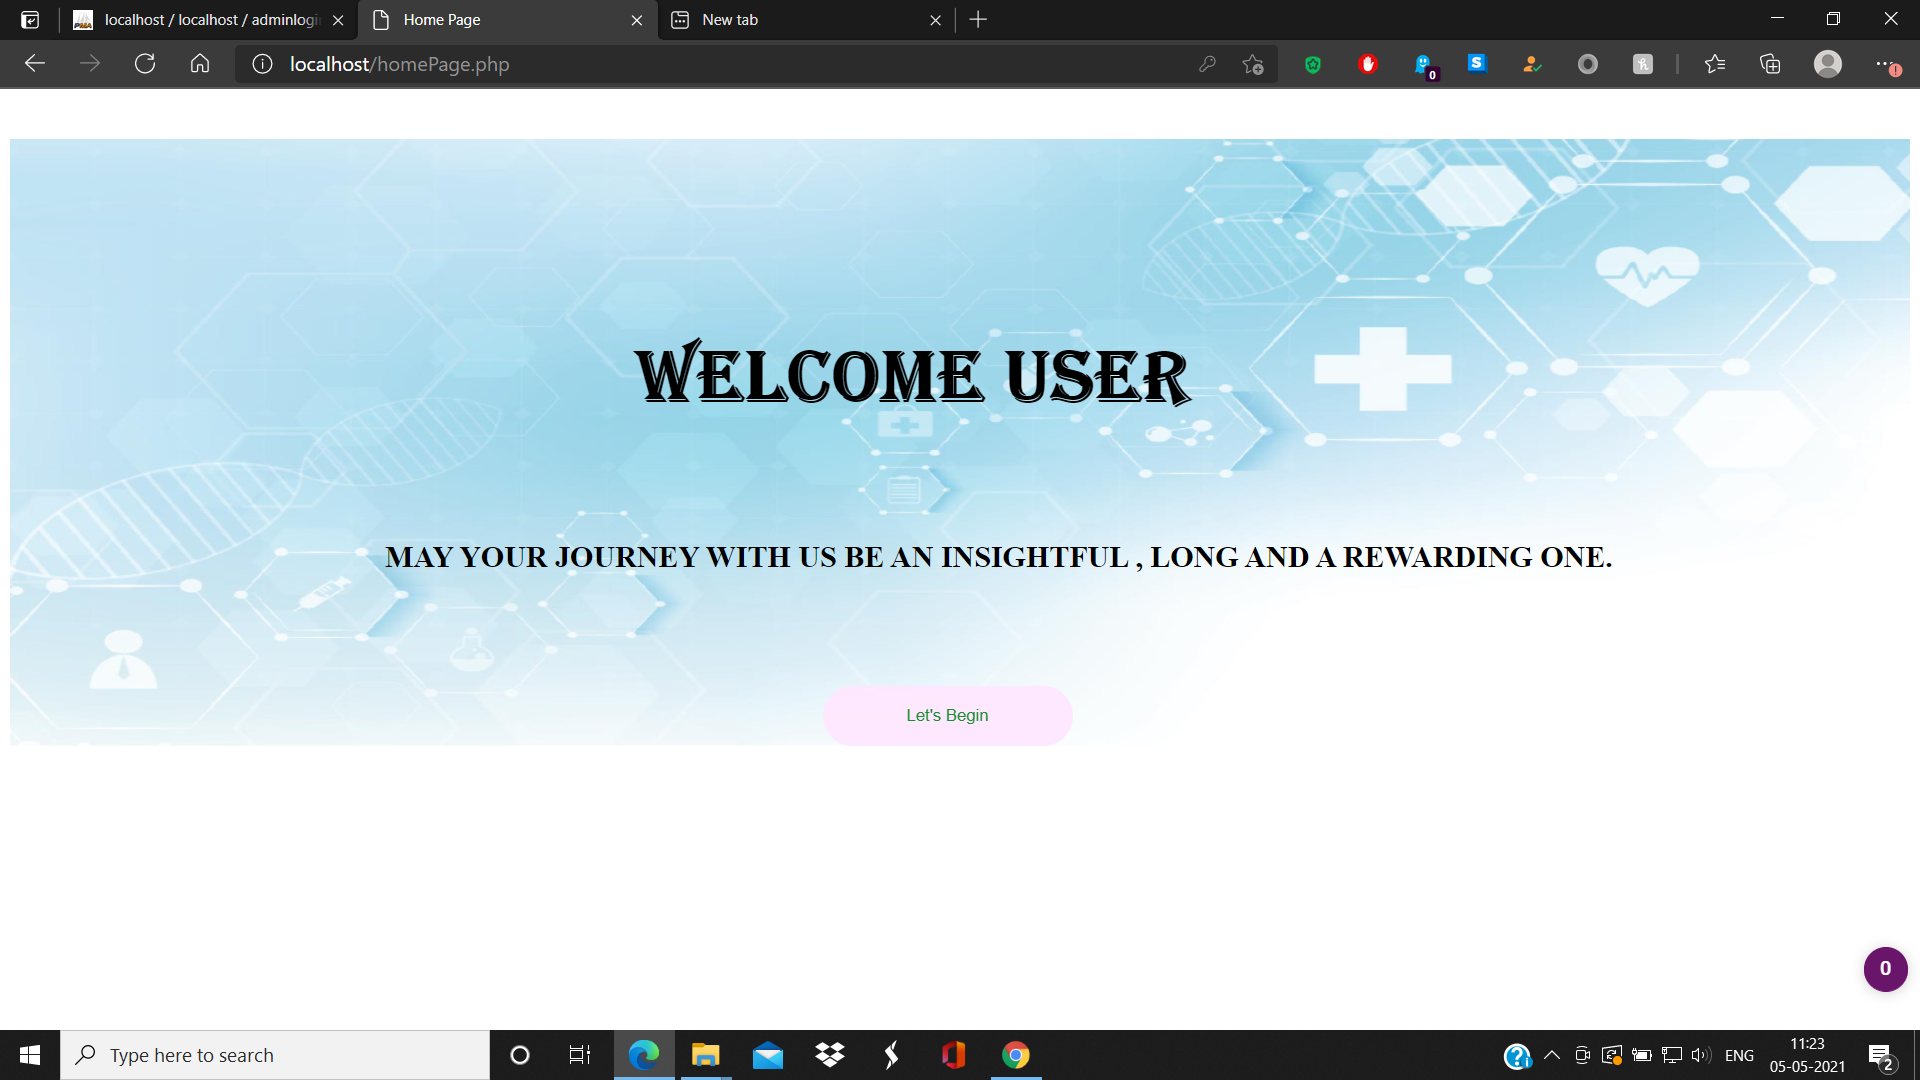 localhost / localhost / adminlogi
Home Page
New tab
localhost/homePage.php
0
S
WELCOME USER
MAY YOUR JOURNEY WITH US BE AN INSIGHTFUL , LONG AND A REWARDING ONE.
Let's Begin
0
Type here to search
ENG
11:23
05-05-2021
2